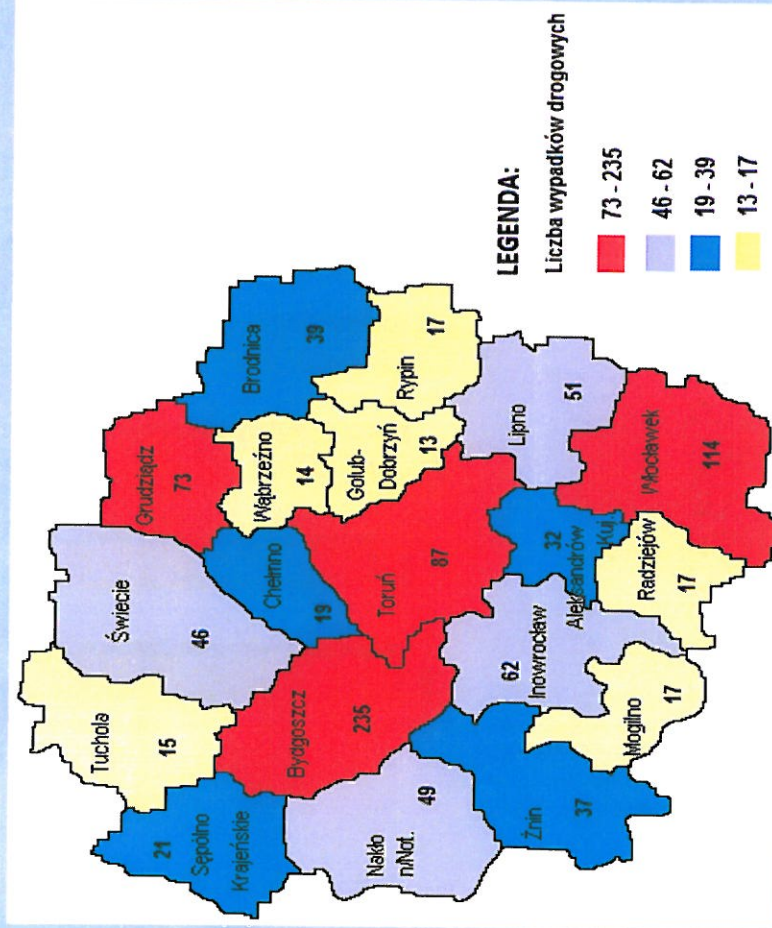 Tuchola
15
Świecie
46
Grudziądz
73
21
Sępólno
Krajeńskie
Chełmno
19
Wąbrzeźno
14
Brodnica
39
Bydgoszcz
235
Nakło
n/Not.
49
Toruń
87
Golub-
Dobrzyń
13
Rypin
17
Żnin
37
62
Inowrocław
32
Aleksandrów
Kuj.
Lipno
51
Mogilno
17
Radziejów
17
Włocławek
114
LEGENDA:
Liczba wypadków drogowych
73 - 235
46 - 62
19 - 39
13 - 17